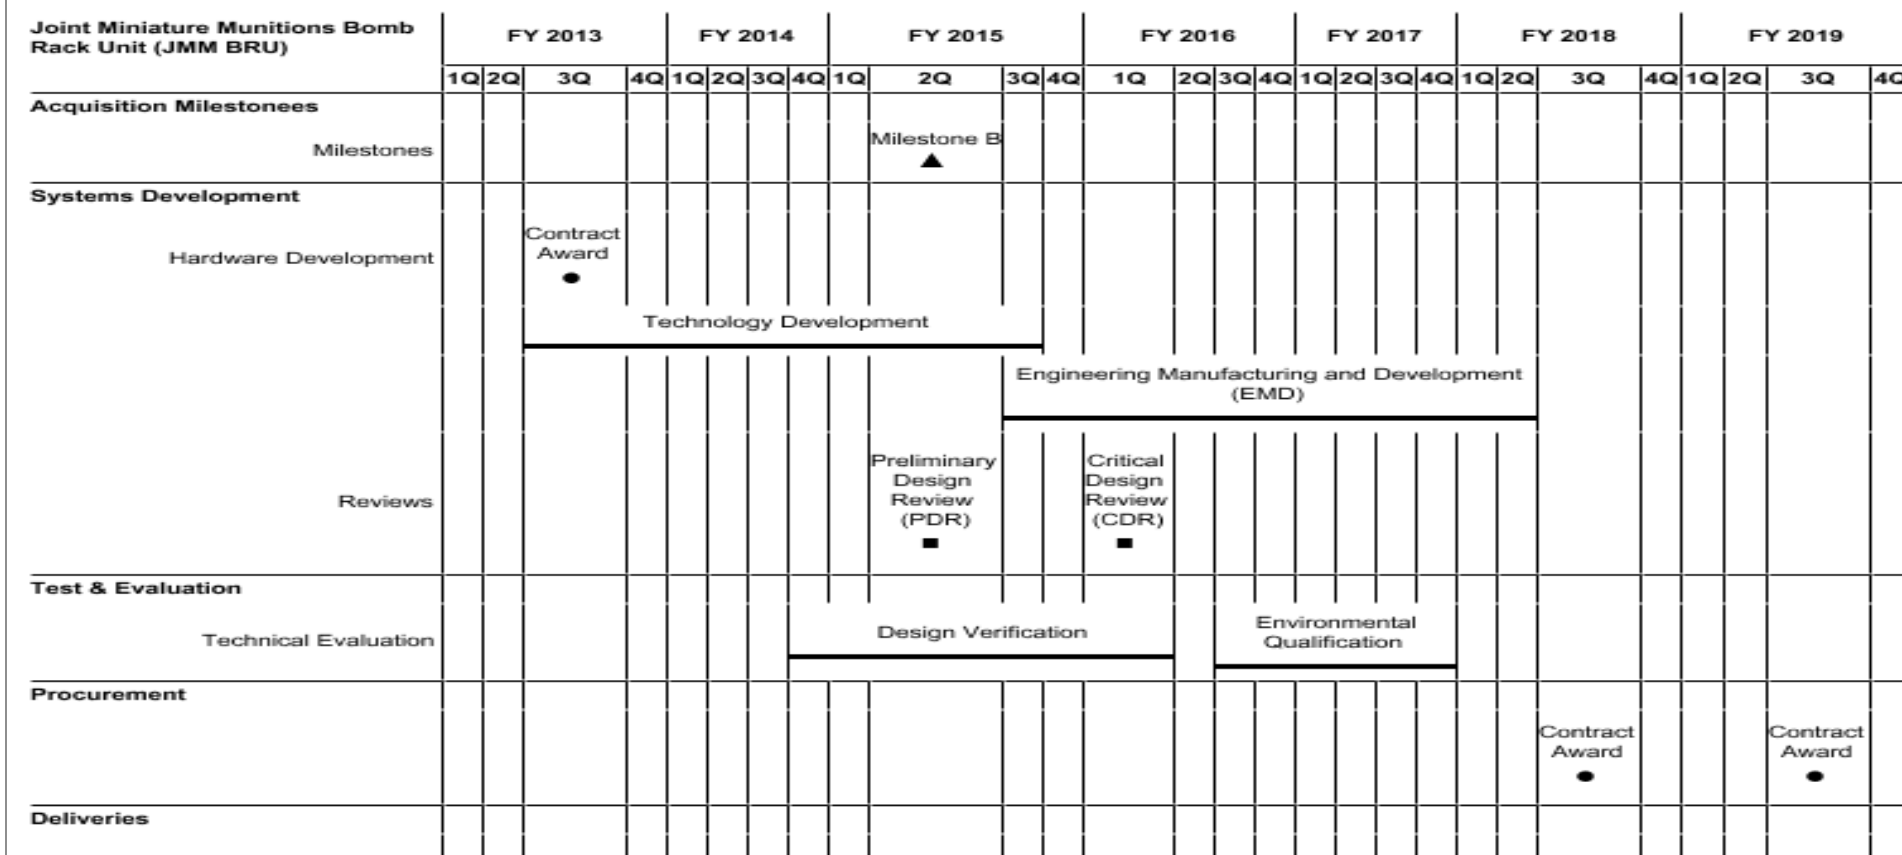 Joint Miniature Munitions Bomb
Rack Unit (JMM BRU)
FY 2013 FY 2014 FY 2015 FY 2016 FY 2017 FY 2018 FY 2019
1Q 2Q 3Q 4Q 1Q 2Q 3Q 4Q 1Q 2Q 3Q 4Q 1Q 2Q 3Q 4Q 1Q 2Q 3Q 4Q 1Q 2Q 3Q 4Q 1Q 2Q 3Q 4Q
Acquisition Milestonees
Milestones
Milestone B
Systems Development
Hardware Development
Contract
Award
Technology Development
Engineering Manufacturing and Development
(EMD)
Reviews
Preliminary
Design
Review
(PDR)
Critical
Design
Review
(CDR)
Test & Evaluation
Technical Evaluation
Design Verification
Environmental
Qualification
Procurement
Contract
Award
Contract
Award
Deliveries